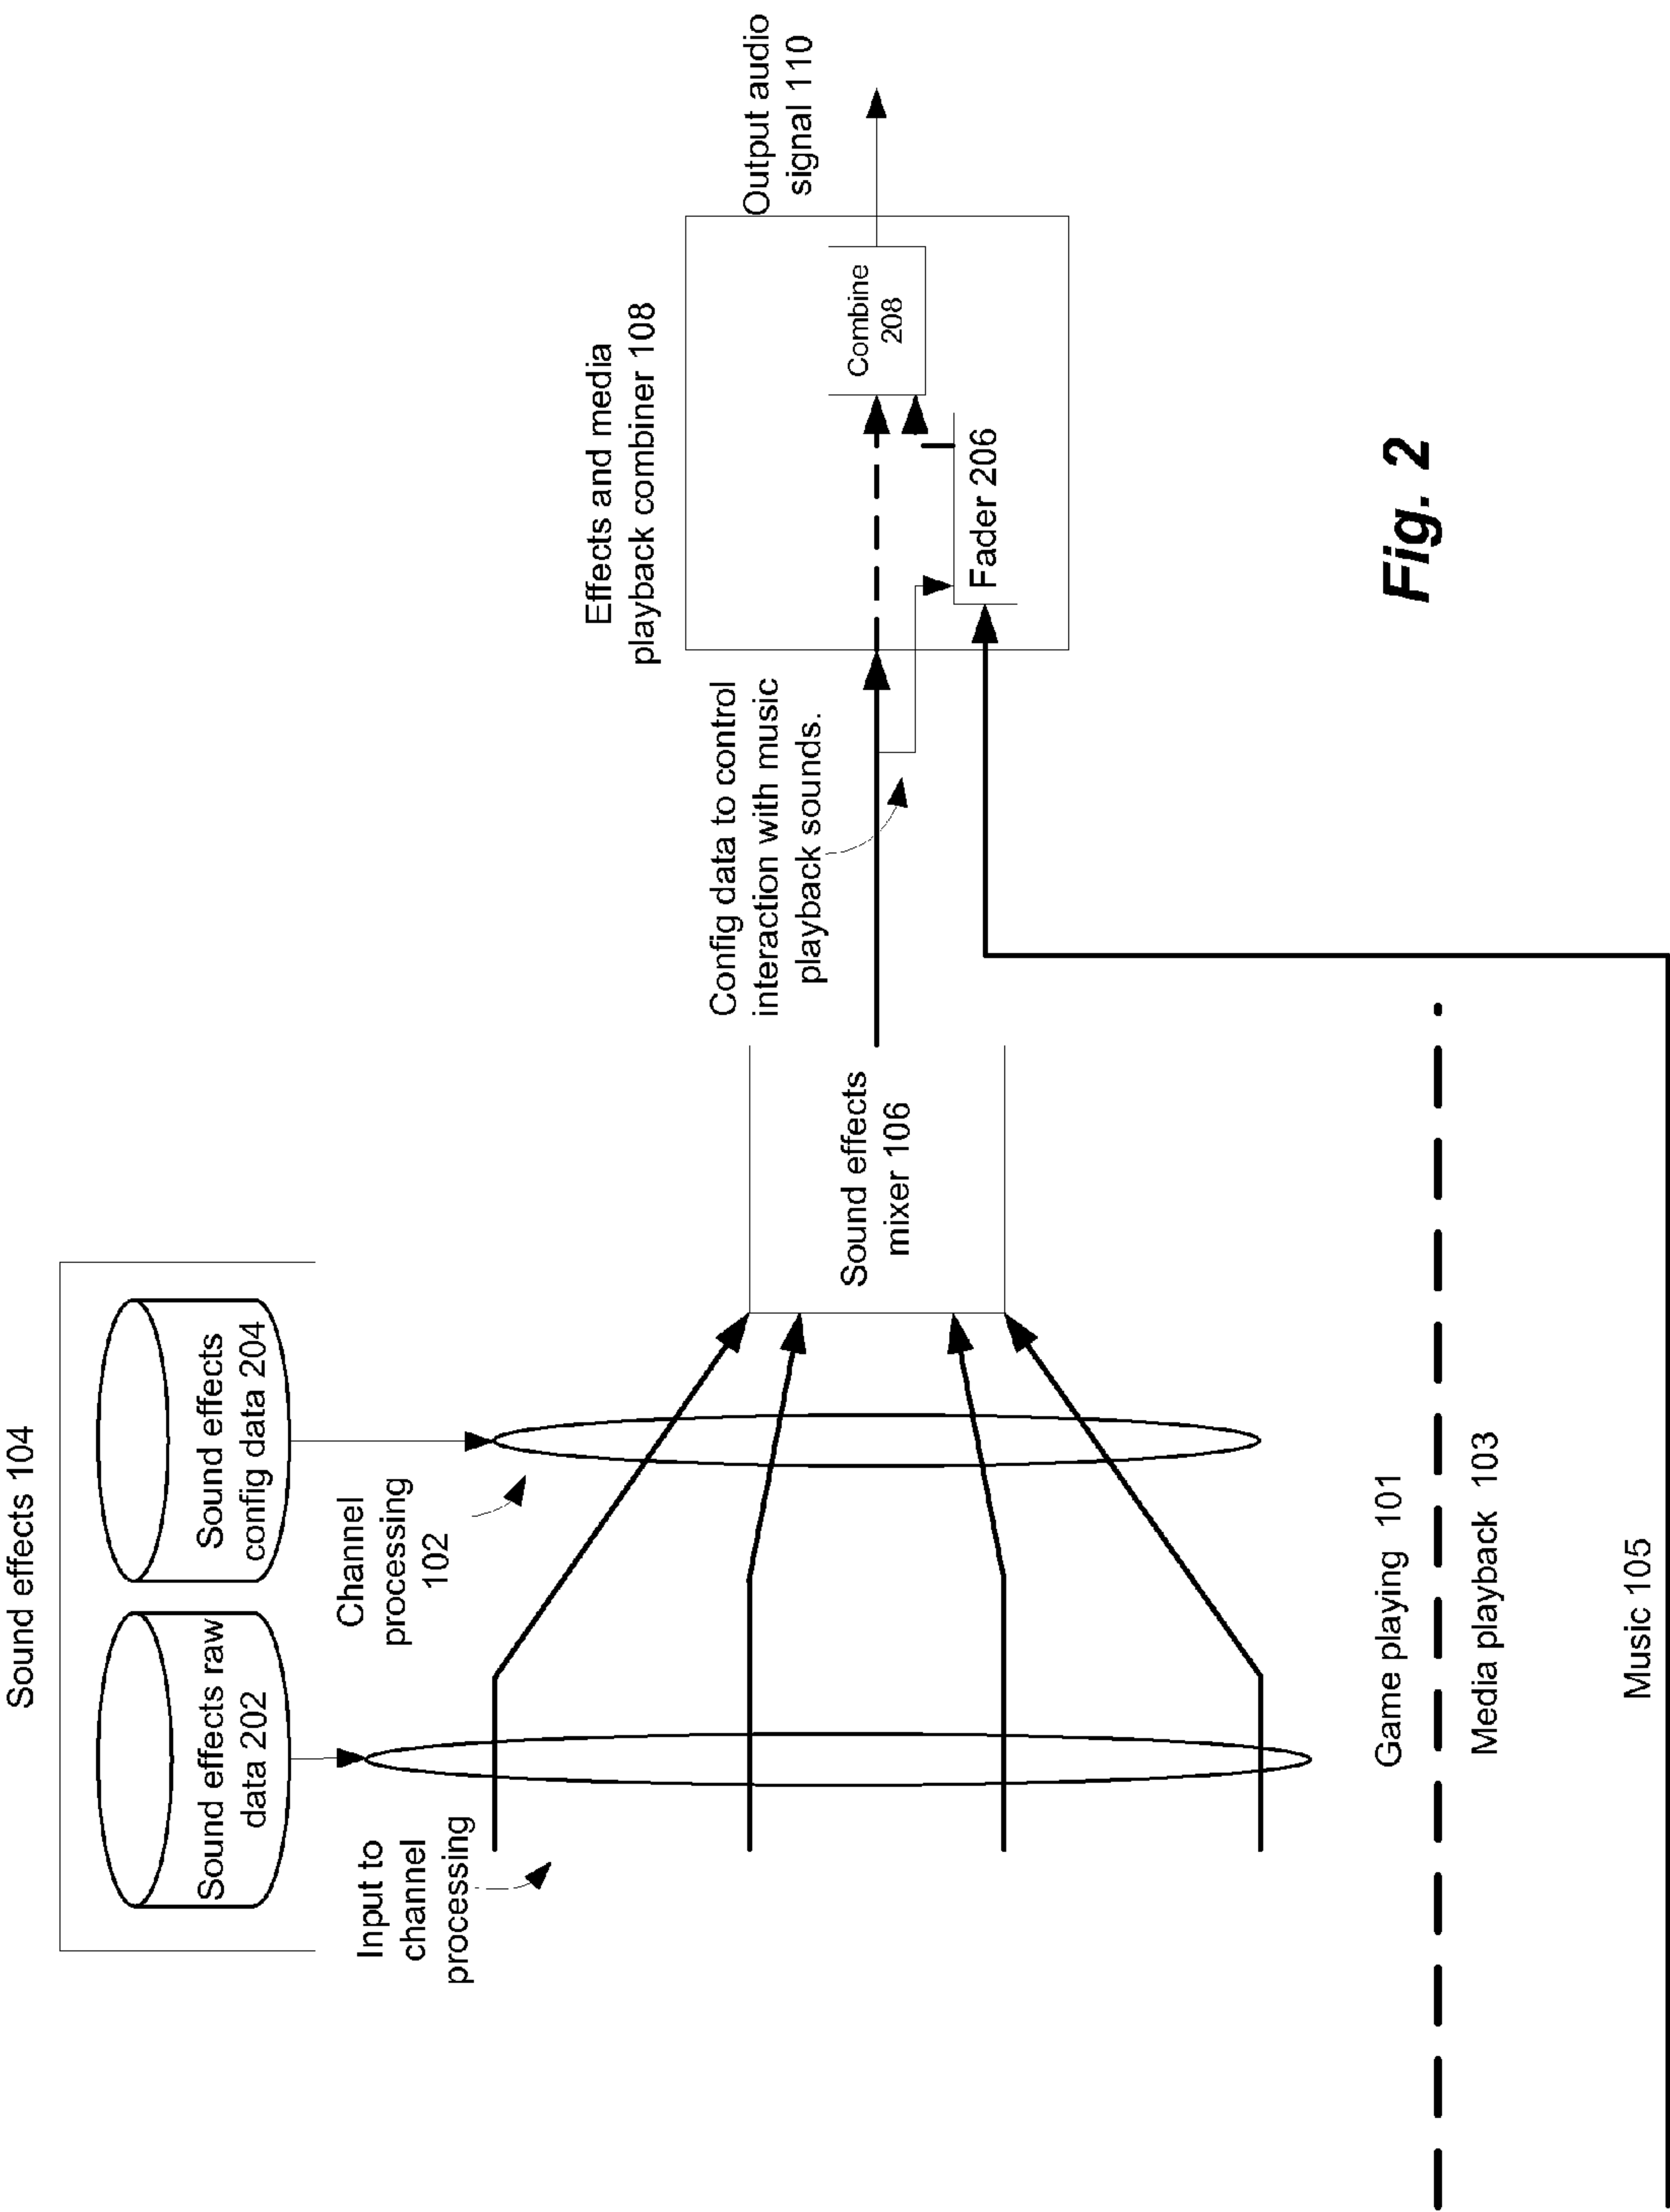 Sound effects 104
Sound effects raw
data 202
Sound effects
config data 204
Input to
channel
processing
Channel
processing
102
Sound effects
mixer 106
Config data to control
interaction with music
playback sounds.
Effects and media
playback combiner 108
Fader 206
Combine
208
Output audio
signal 110
Game playing 101
Media playback 103
Music 105
Fig. 2